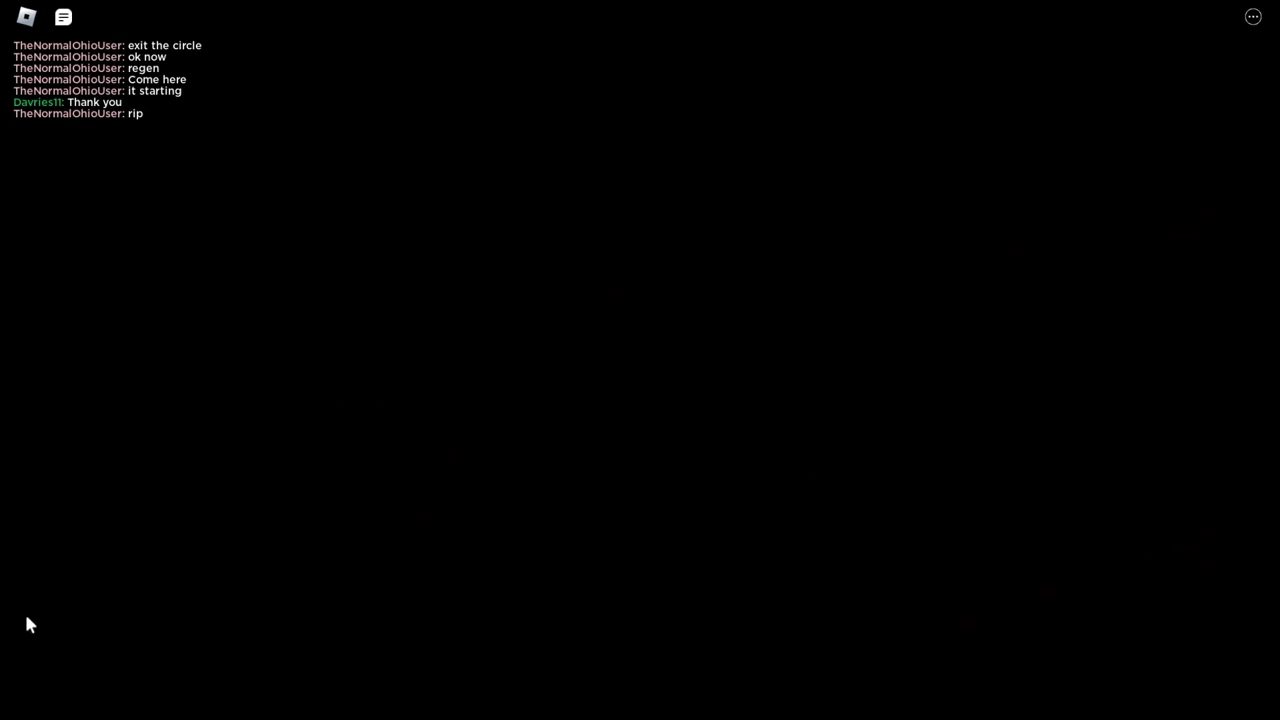 TheNormalOhioUser: exit the circle
TheNormalOhioUser: ok now
TheNormalOhioUser: regen
TheNormalOhioUser: Come here
TheNormalOhioUser: it starting
Davries11: Thank you
TheNormalOhioUser: rip